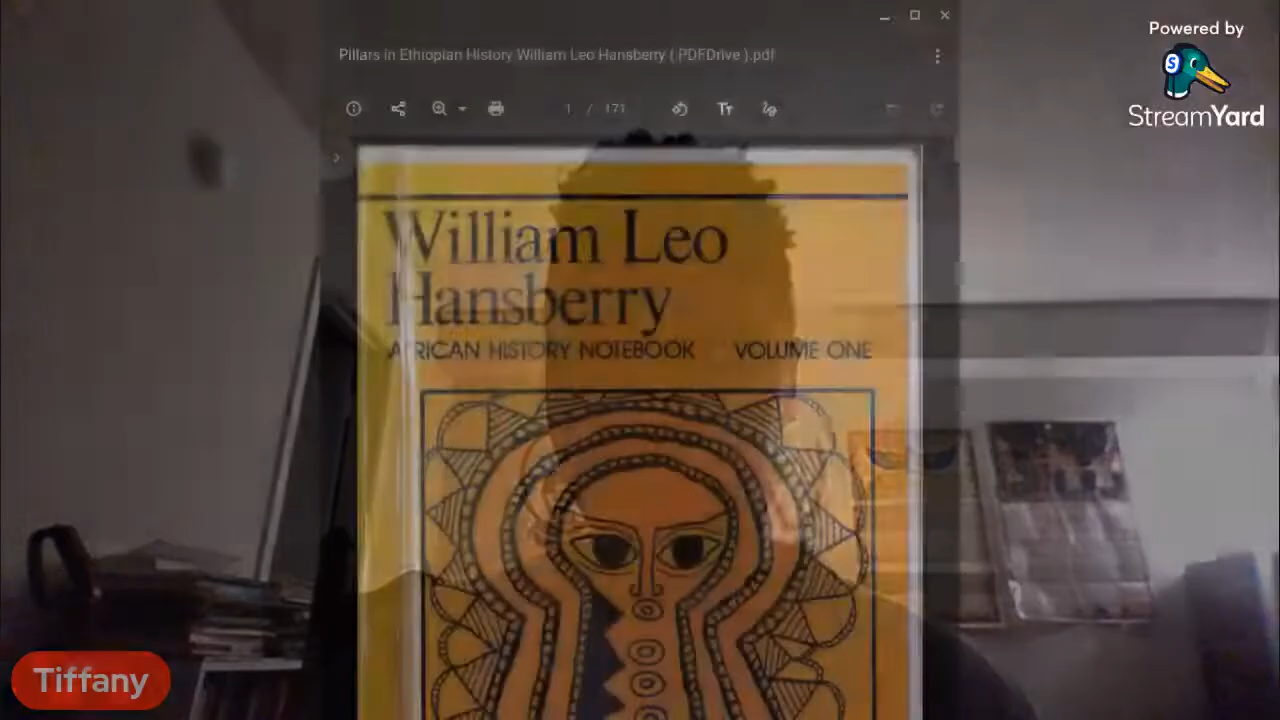 Powered by
StreamYard
Pillars in Ethiopian History William Leo Hansberry ( PDFDrive ).pdf
1 / 171
Tr
William Leo
Hansberry
AFRICAN HISTORY NOTEBOOK VOLUME ONE
Tiffany